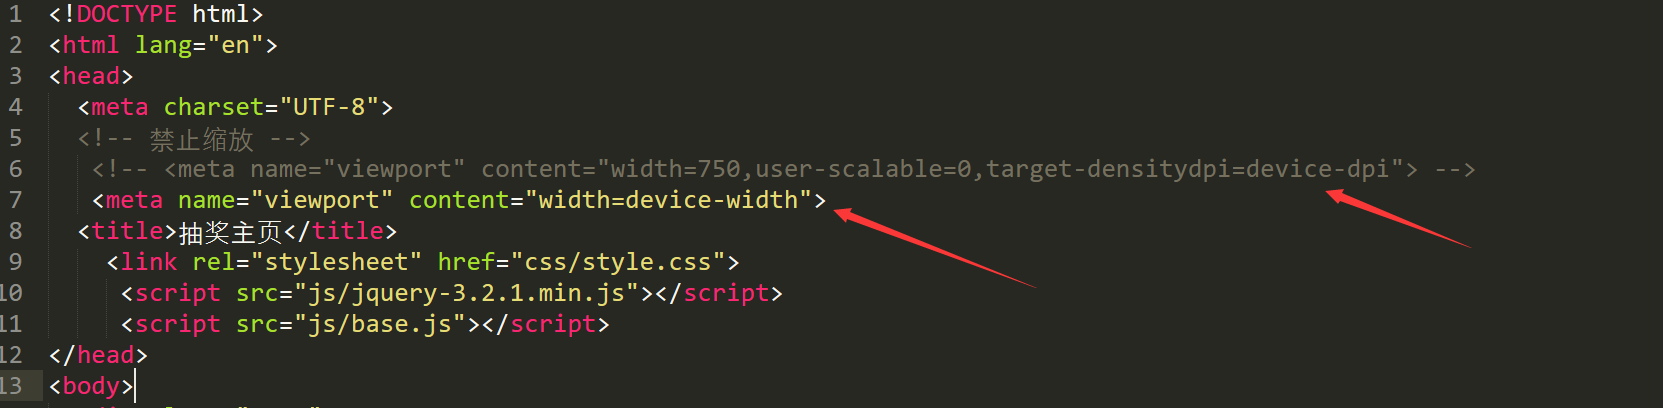 1 <!DOCTYPE html>
2 <html lang="en">
3 <head>
4 <meta charset="UTF-8">
5 <!-- 禁止缩放 -->
6 <!-- <meta name="viewport" content="width=750,user-scalable=0,target-densitydpi=device-dpi"> -->
7 <meta name="viewport" content="width=device-width">
8 <title>抽奖主页</title>
9 <link rel="stylesheet" href="css/style.css">
10 <script src="js/jquery-3.2.1.min.js"></script>
11 <script src="js/base.js"></script>
12 </head>
13 <body>